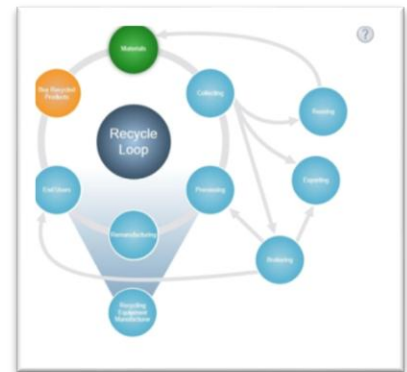 Materials
Buy Recycled
Products
Collecting
Reusing
Recycle
Loop
Exporting
End Users
Processing
Remanufacturing
Brokering
Recycling
Equipment
Manufacturer
?